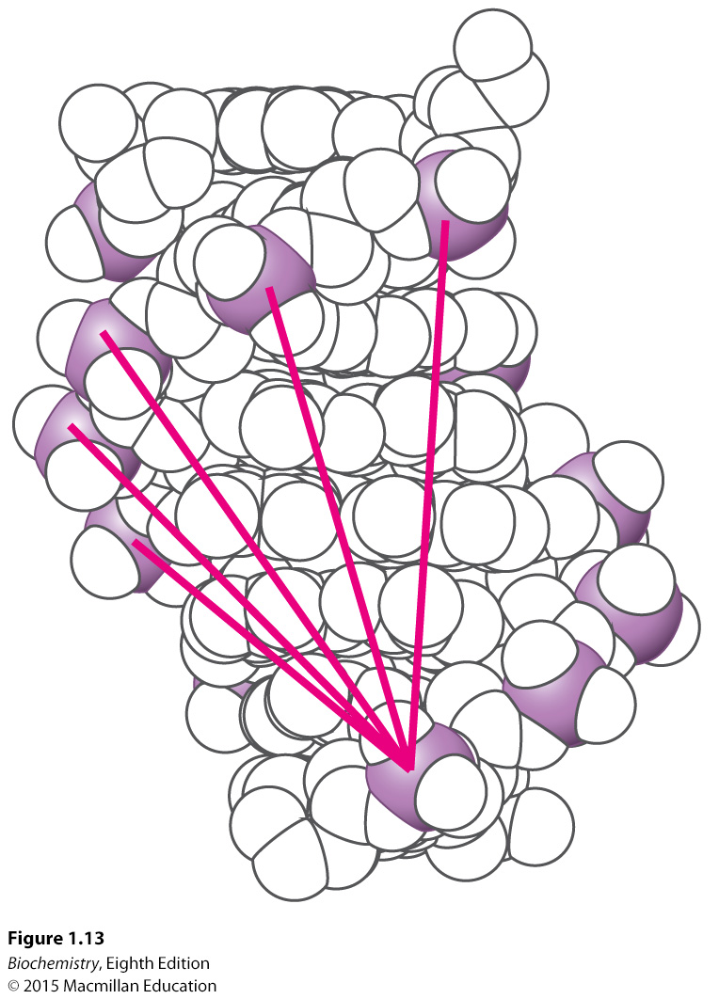 Figure 1.13
Biochemistry, Eighth Edition
© 2015 Macmillan Education